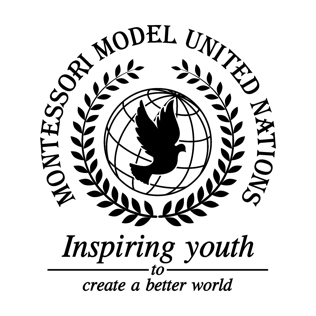 MONTESSORI MODEL UNITED NATIONS
Inspiring youth
to
create a better world